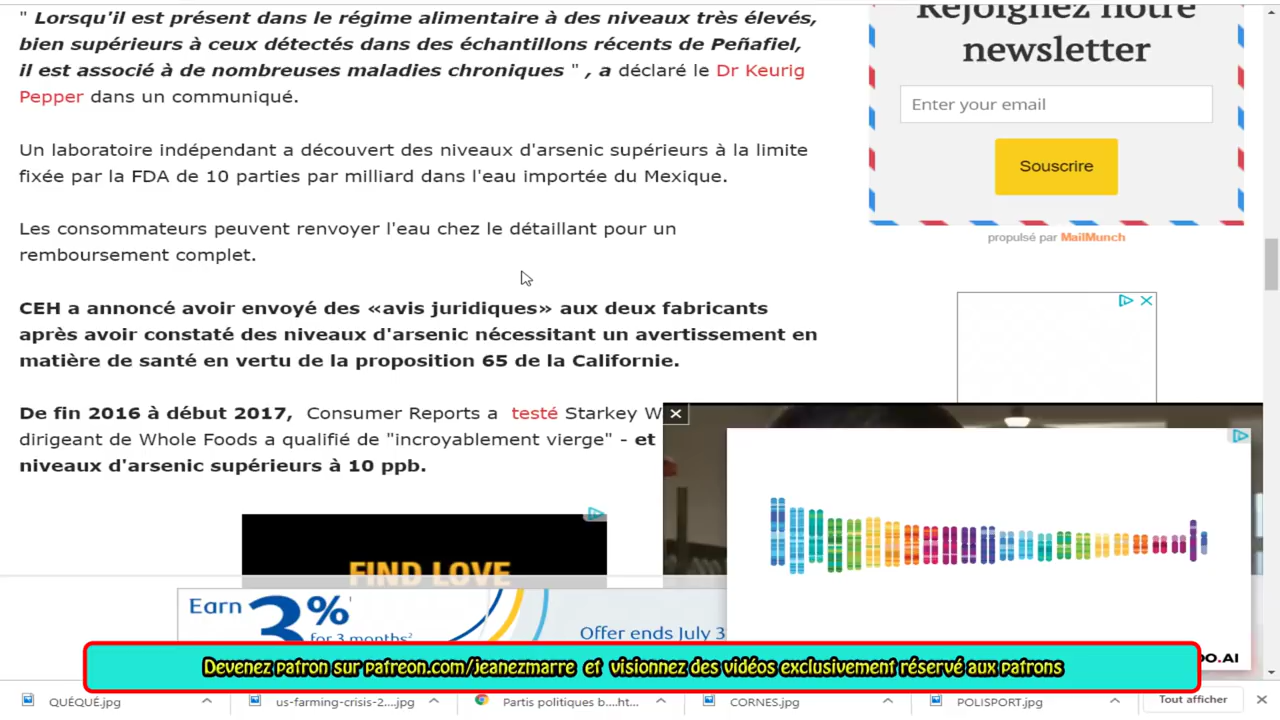 " Lorsqu'il est présent dans le régime alimentaire à des niveaux très élevés,
bien supérieurs à ceux détectés dans des échantillons récents de Peñafiel,
il est associé à de nombreuses maladies chroniques " , a déclaré le Dr Keurig
Pepper dans un communiqué.
Un laboratoire indépendant a découvert des niveaux d'arsenic supérieurs à la limite
fixée par la FDA de 10 parties par milliard dans l'eau importée du Mexique.
Les consommateurs peuvent renvoyer l'eau chez le détaillant pour un
remboursement complet.
CEH a annoncé avoir envoyé des «avis juridiques» aux deux fabricants
après avoir constaté des niveaux d'arsenic nécessitant un avertissement en
matière de santé en vertu de la proposition 65 de la Californie.
De fin 2016 à début 2017, Consumer Reports a testé Starkey W
dirigeant de Whole Foods a qualifié de "incroyablement vierge" - et
niveaux d'arsenic supérieurs à 10 ppb.
Rejoignez notre
newsletter
Enter your email
Souscrire
propulsé par MailMunch
FIND LOVE
Earn 3%
for 3 months²
Offer ends July 3
Devenez patron sur patreon.com/jeanezmarre et visionnez des vidéos exclusivement réservé aux patrons
OO.AI
QUÉQUÉ.jpg
us-farming-crisis-2....jpg
Partis politiques b....ht...
CORNES.jpg
POLISPORT.jpg
Tout afficher